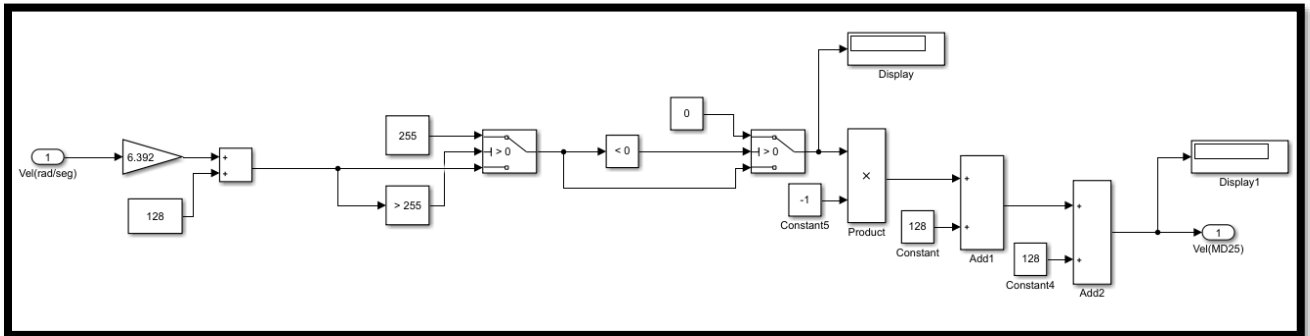 1
Vel(rad/seg)
6.392
+
+
128
255
> 0
> 255
< 0
0
> 0
Display
-1
Constant5
×
Product
128
Constant
+
+
Add1
128
Constant4
+
+
Add2
Display1
1
Vel(MD25)